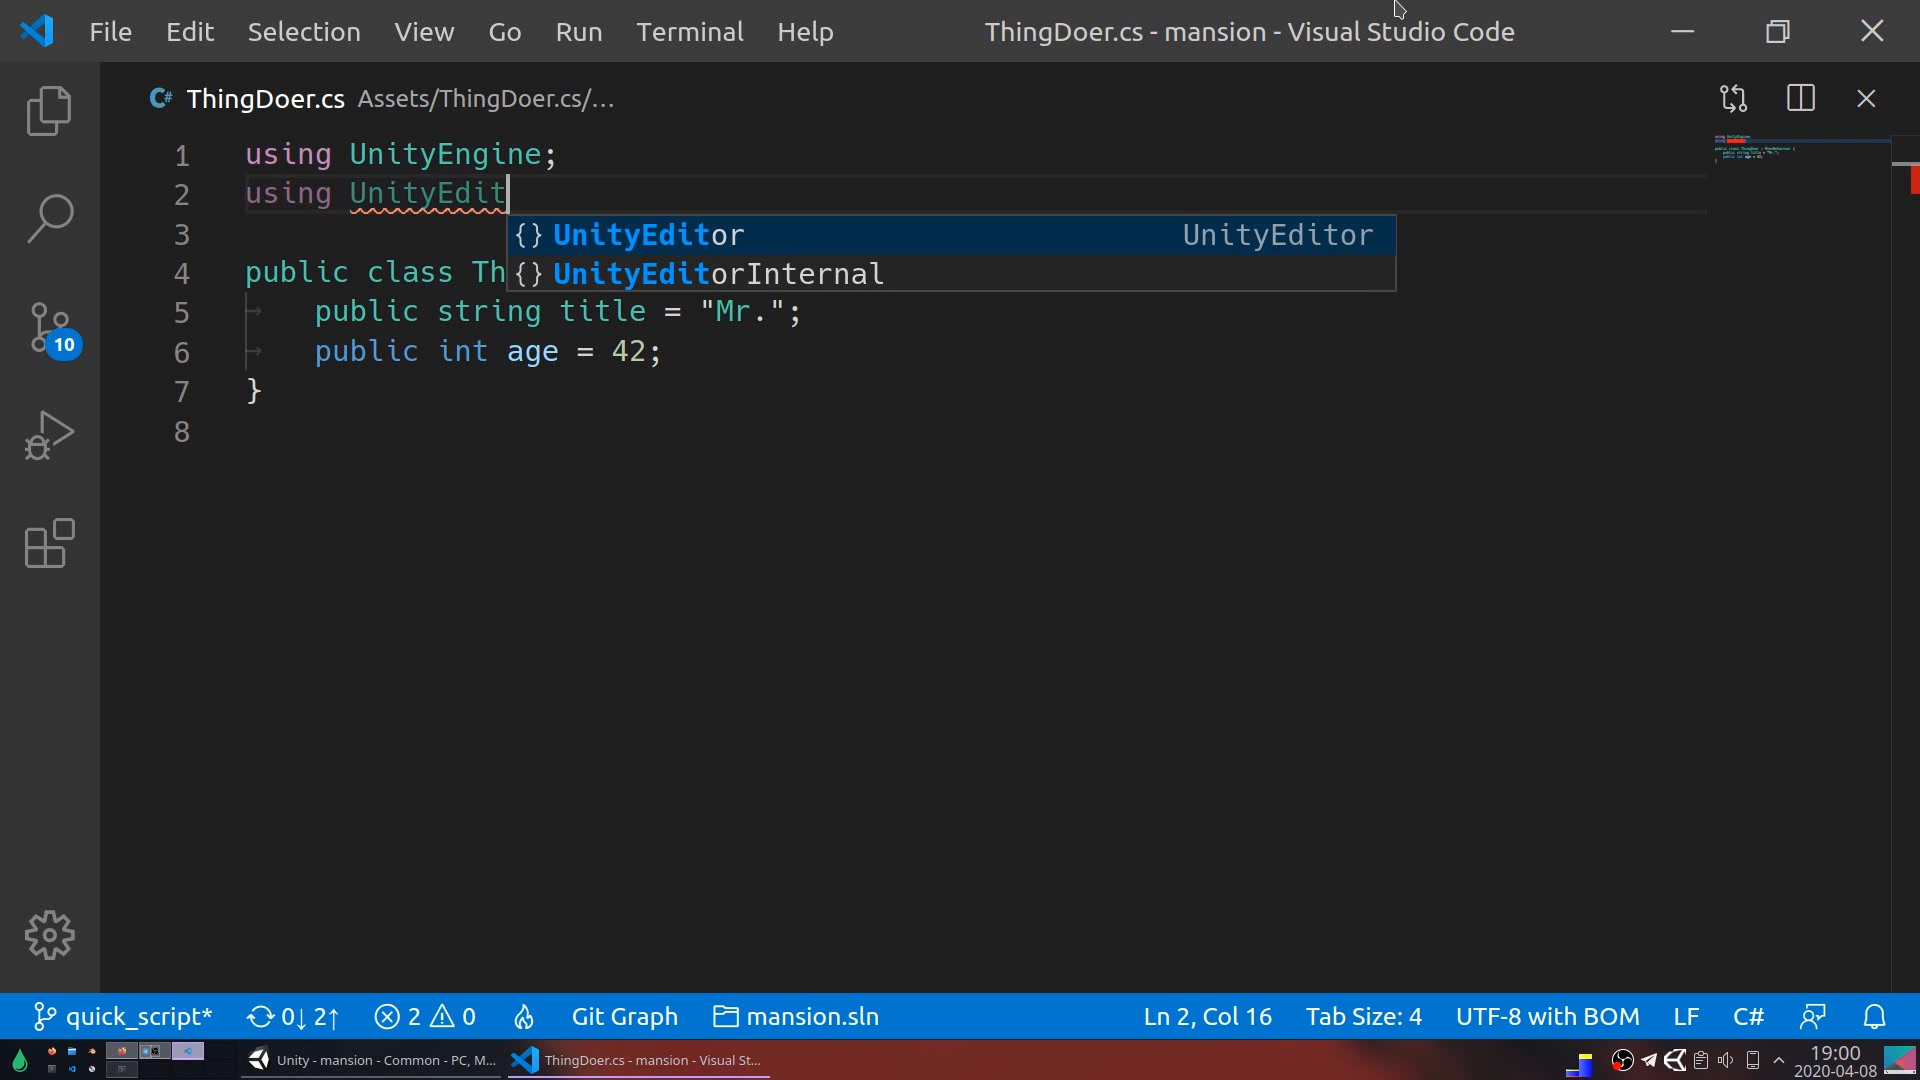 File Edit Selection View Go Run Terminal Help ThingDoer.cs - mansion - Visual Studio Code
C# ThingDoer.cs Assets/ThingDoer.cs/...
1 using UnityEngine;
2 using UnityEdit
{} UnityEditor UnityEditor
3
{} UnityEditorInternal
4 public class Th
5 public string title = "Mr.";
6 public int age = 42;
7 }
8
10
quick_script* 0↓ 2↑ 2 0 Git Graph mansion.sln Ln 2, Col 16 Tab Size: 4 UTF-8 with BOM LF C#
Unity - mansion - Common - PC, M... ThingDoer.cs - mansion - Visual St... 19:00
2020-04-08